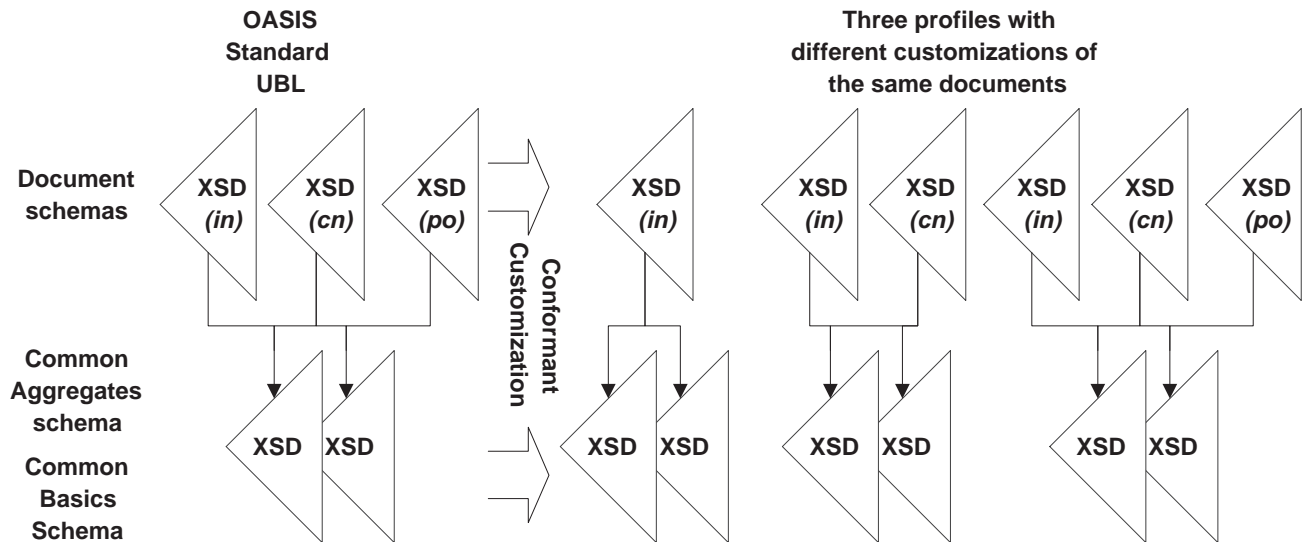 OASIS
Standard
UBL
Three profiles with
different customizations of
the same documents
Document
schemas
XSD
(in)
XSD
(cn)
XSD
(po)
XSD
(in)
XSD
(in)
XSD
(cn)
XSD
(in)
XSD
(cn)
XSD
(po)
Conformant
Customization
Common
Aggregates
schema
Common
Basics
Schema
XSD
XSD
XSD
XSD
XSD
XSD
XSD
XSD